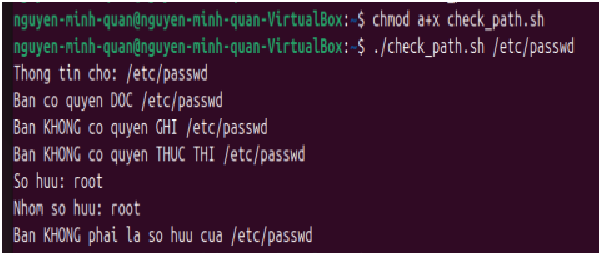 nguyen-minh-quan@nguyen-minh-quan-VirtualBox:~$ chmod a+x check_path.sh
nguyen-minh-quan@nguyen-minh-quan-VirtualBox:~$ ./check_path.sh /etc/passwd
Thong tin cho: /etc/passwd
Ban co quyen DOC /etc/passwd
Ban KHONG co quyen GHI /etc/passwd
Ban KHONG co quyen THUC THI /etc/passwd
So huu: root
Nhom so huu: root
Ban KHONG phai la so huu cua /etc/passwd